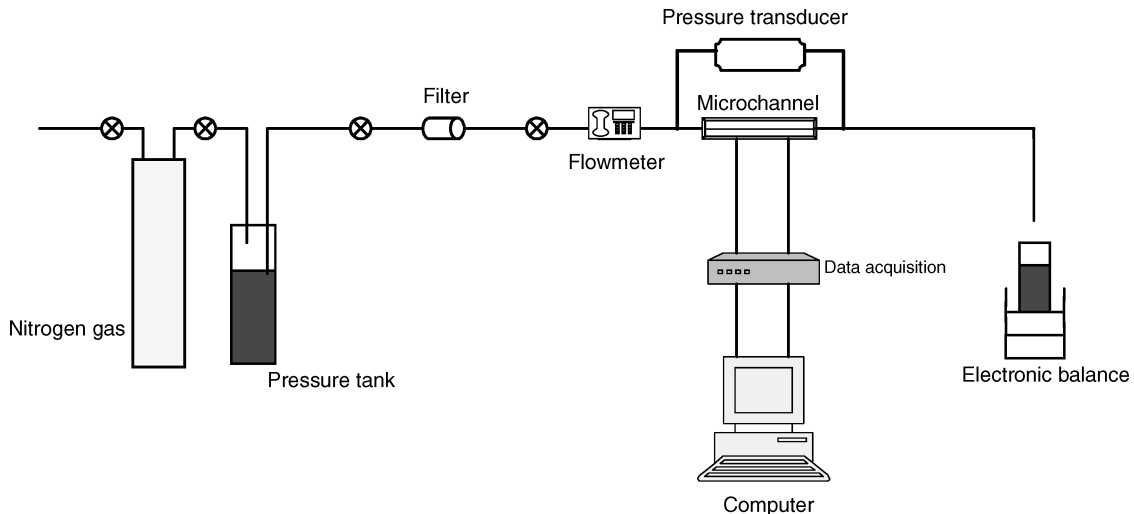 Pressure transducer
Filter
Microchannel
Flowmeter
Data acquisition
Nitrogen gas
Pressure tank
Electronic balance
Computer